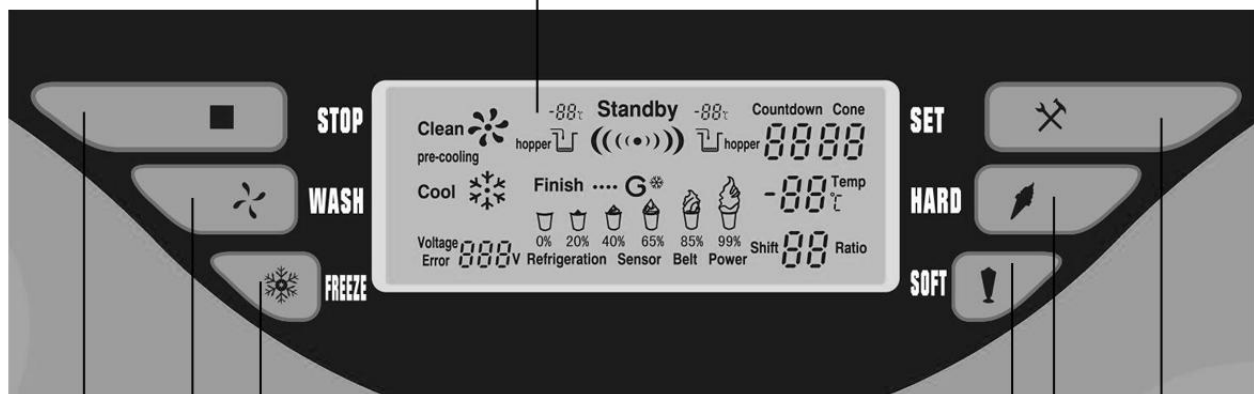 STOP
WASH
FREEZE
Clean
pre-cooling
Cool
Voltage
Error 888V
-88℃ Standby -88℃
hopper hopper
Finish .... G
0% 20% 40% 65% 85% 99%
Refrigeration Sensor Belt Power
Countdown Cone
8888
-88 Temp
℃
Shift 88 Ratio
SET
HARD
SOFT